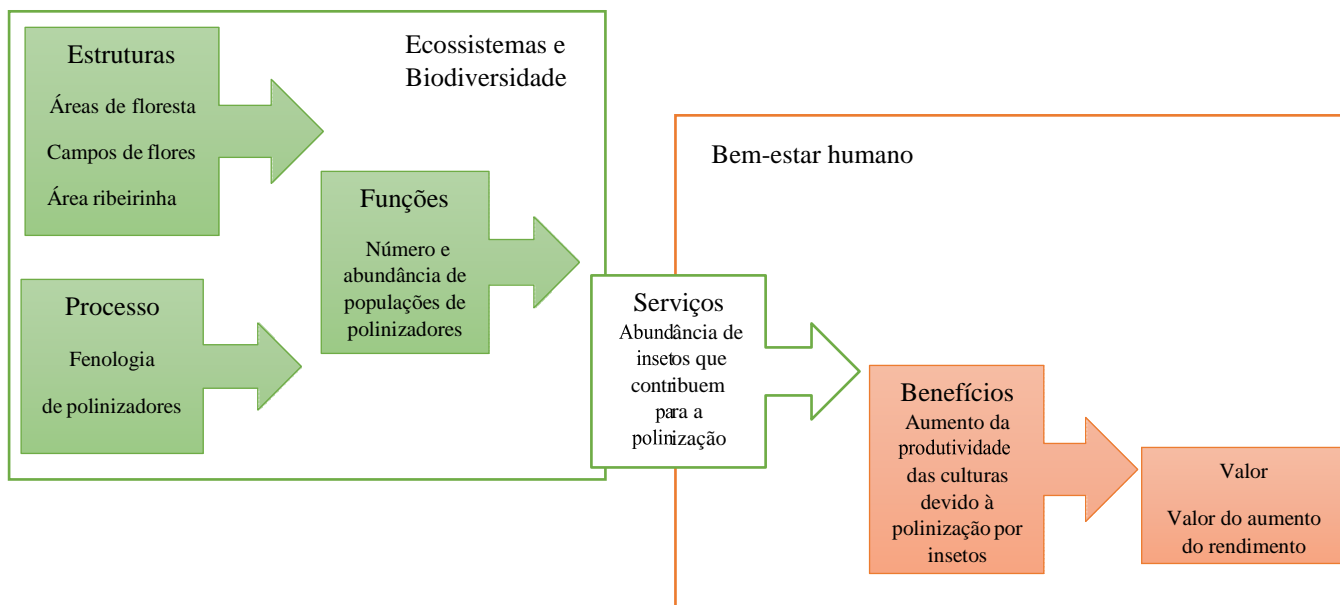 Estruturas
Áreas de floresta
Campos de flores
Área ribeirinha
Ecossistemas e
Biodiversidade
Processo
Fenologia
de polinizadores
Funções
Número e
abundância de
populações de
polinizadores
Bem-estar humano
Serviços
Abundância de
insetos que
contribuem
para a
polinização
Benefícios
Aumento da
produtividade
das culturas
devido à
polinização por
insetos
Valor
Valor do aumento
do rendimento